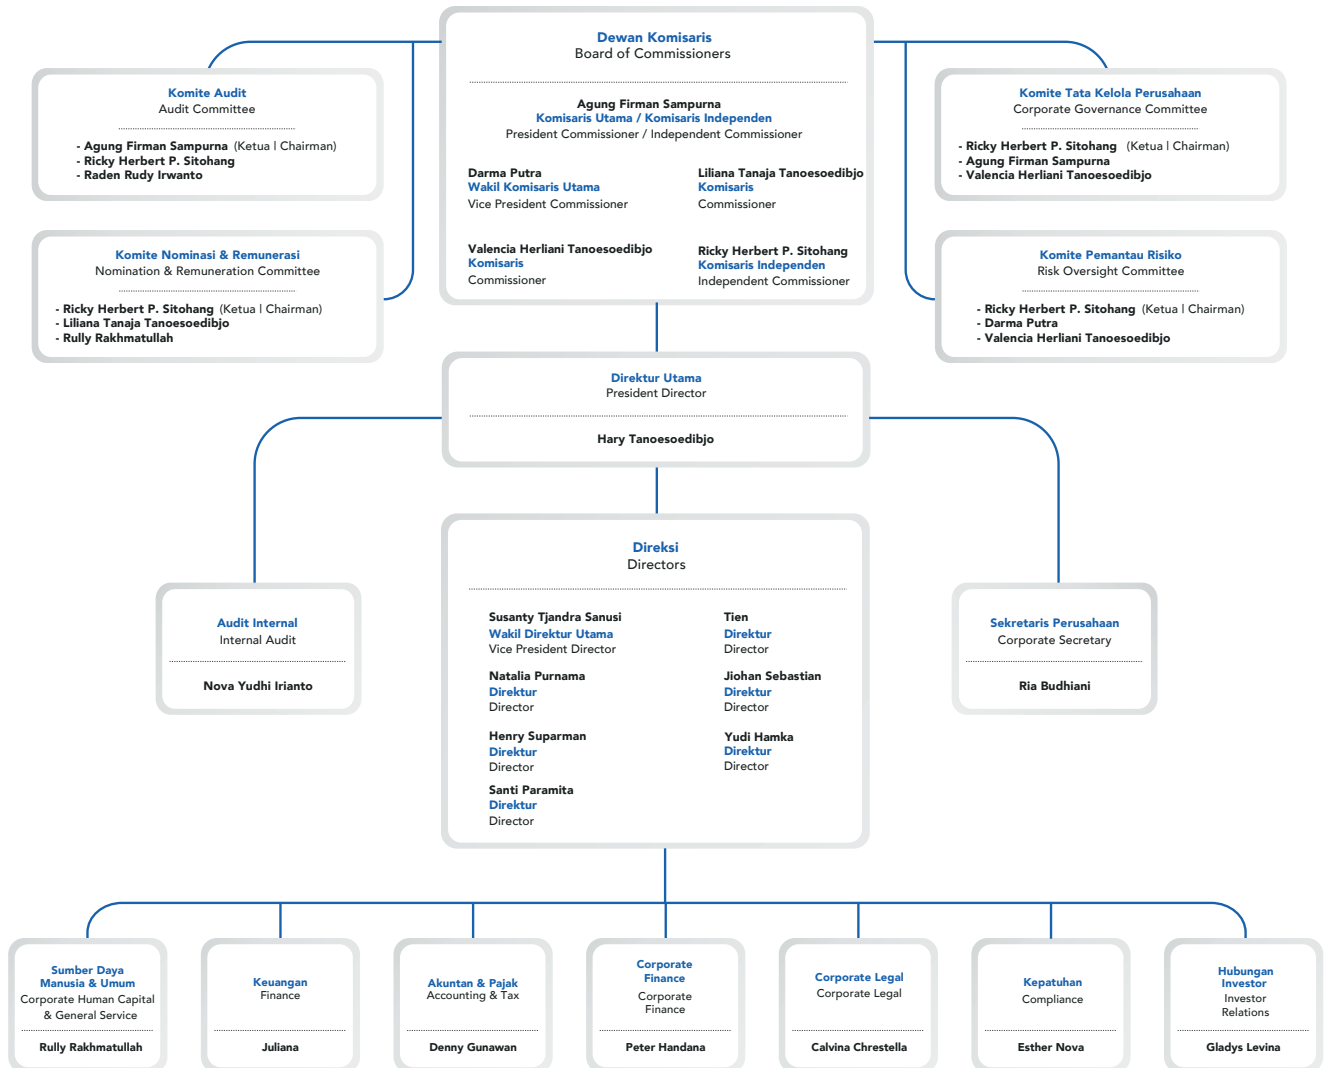 Dewan Komisaris
Board of Commissioners
Agung Firman Sampurna
Komisaris Utama / Komisaris Independen
President Commissioner / Independent Commissioner
Darma Putra
Wakil Komisaris Utama
Vice President Commissioner
Liliana Tanaja Tanoesoedibjo
Komisaris
Commissioner
Valencia Herliani Tanoesoedibjo
Komisaris
Commissioner
Ricky Herbert P. Sitohang
Komisaris Independen
Independent Commissioner
Komite Audit
Audit Committee
- Agung Firman Sampurna (Ketua | Chairman)
- Ricky Herbert P. Sitohang
- Raden Rudy Irwanto
Komite Tata Kelola Perusahaan
Corporate Governance Committee
- Ricky Herbert P. Sitohang (Ketua | Chairman)
- Agung Firman Sampurna
- Valencia Herliani Tanoesoedibjo
Komite Nominasi & Remunerasi
Nomination & Remuneration Committee
- Ricky Herbert P. Sitohang (Ketua | Chairman)
- Liliana Tanaja Tanoesoedibjo
- Rully Rakhmatullah
Komite Pemantau Risiko
Risk Oversight Committee
- Ricky Herbert P. Sitohang (Ketua | Chairman)
- Darma Putra
- Valencia Herliani Tanoesoedibjo
Direktur Utama
President Director
Hary Tanoesoedibjo
Direksi
Directors
Susanty Tjandra Sanusi
Wakil Direktur Utama
Vice President Director
Tien
Direktur
Director
Natalia Purnama
Direktur
Director
Jiohan Sebastian
Direktur
Director
Henry Suparman
Direktur
Director
Yudi Hamka
Direktur
Director
Santi Paramita
Direktur
Director
Audit Internal
Internal Audit
Nova Yudhi Irianto
Sekretaris Perusahaan
Corporate Secretary
Ria Budhiani
Sumber Daya
Manusia & Umum
Corporate Human Capital
& General Service
Rully Rakhmatullah
Keuangan
Finance
Juliana
Akuntan & Pajak
Accounting & Tax
Denny Gunawan
Corporate
Finance
Corporate
Finance
Peter Handana
Corporate Legal
Corporate Legal
Calvina Chrestella
Kepatuhan
Compliance
Esther Nova
Hubungan
Investor
Investor
Relations
Gladys Levina